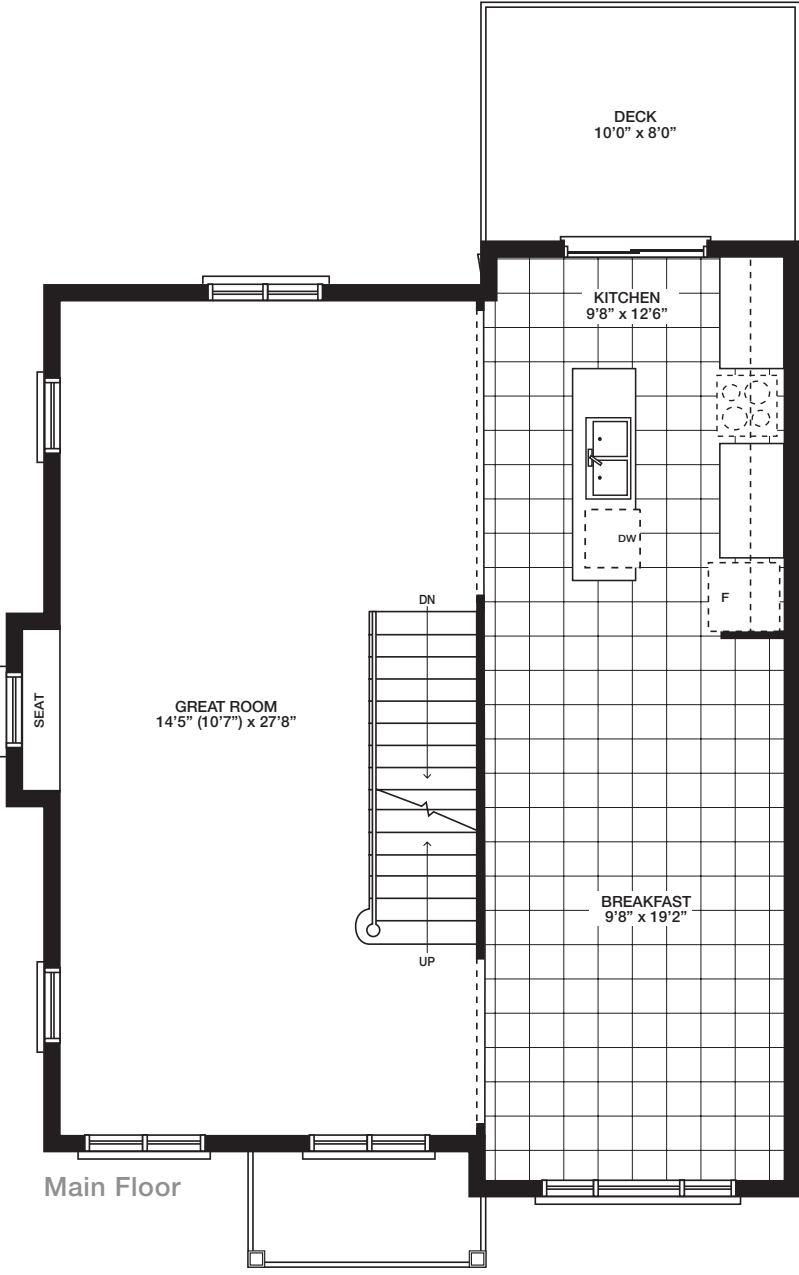 DECK
10’0” x 8’0”
KITCHEN
9’8” x 12’6”
DW
F
DN
SEAT
GREAT ROOM
14’5” (10’7”) x 27’8”
BREAKFAST
9’8” x 19’2”
UP
Main Floor